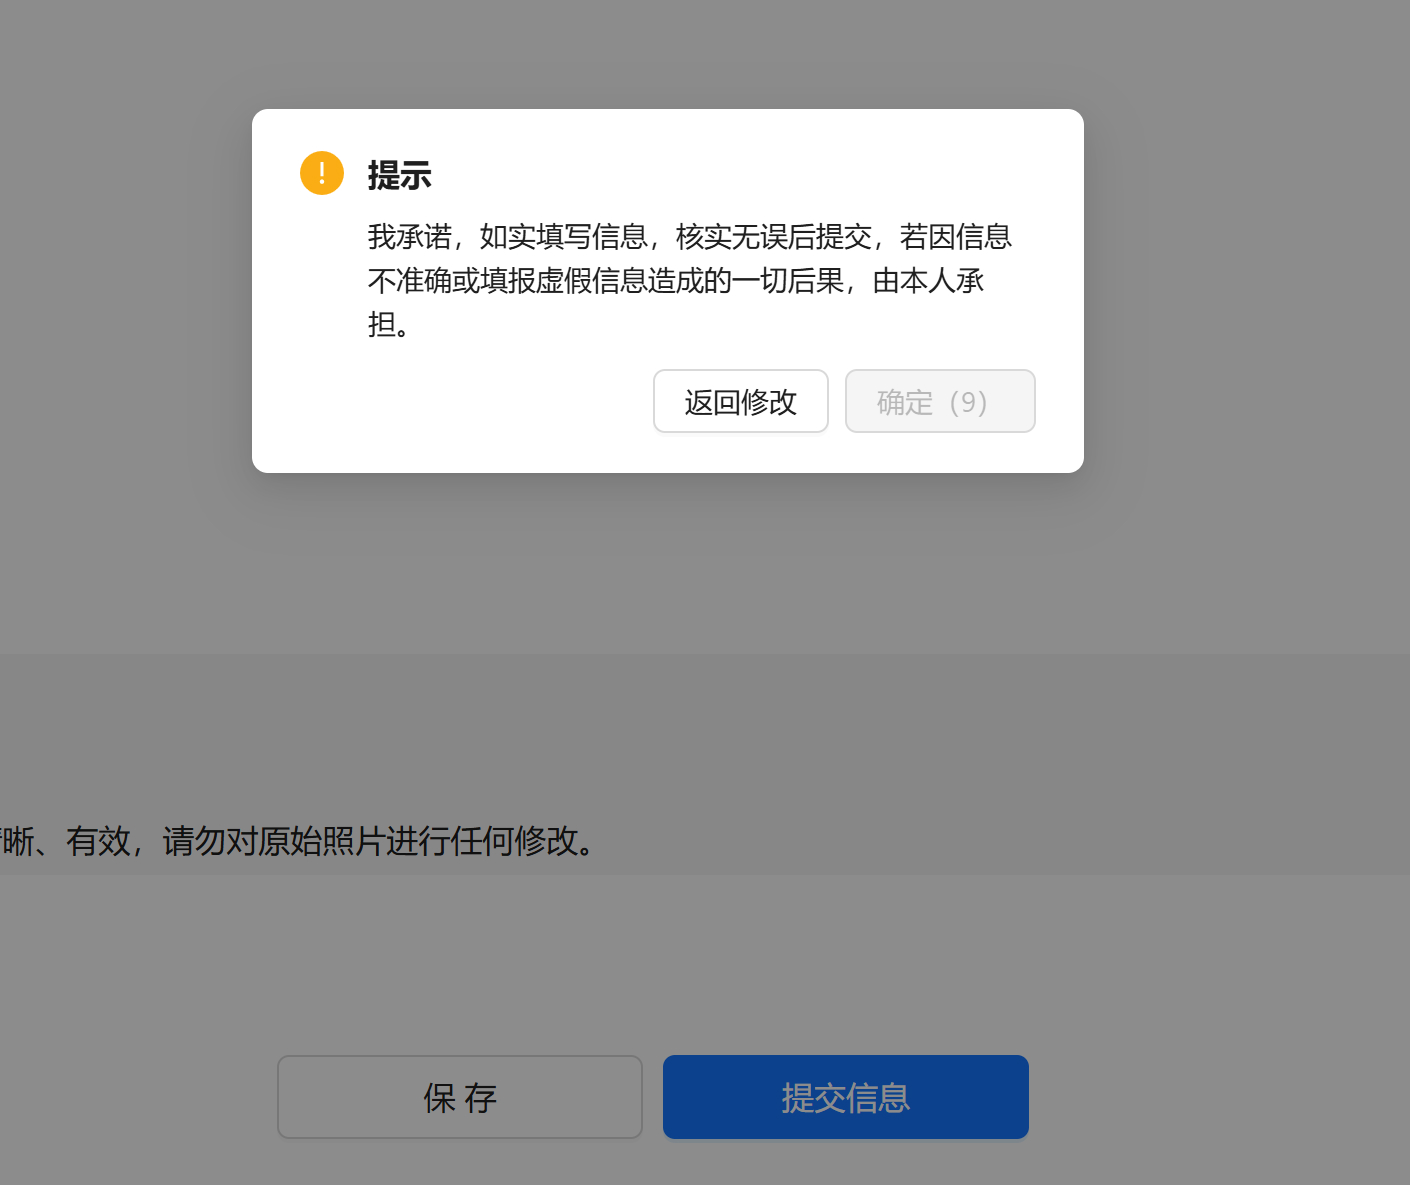 提示
我承诺，如实填写信息，核实无误后提交，若因信息
不准确或填报虚假信息造成的一切后果，由本人承
担。
返回修改
确定（9）
晰、有效，请勿对原始照片进行任何修改。
保 存
提交信息